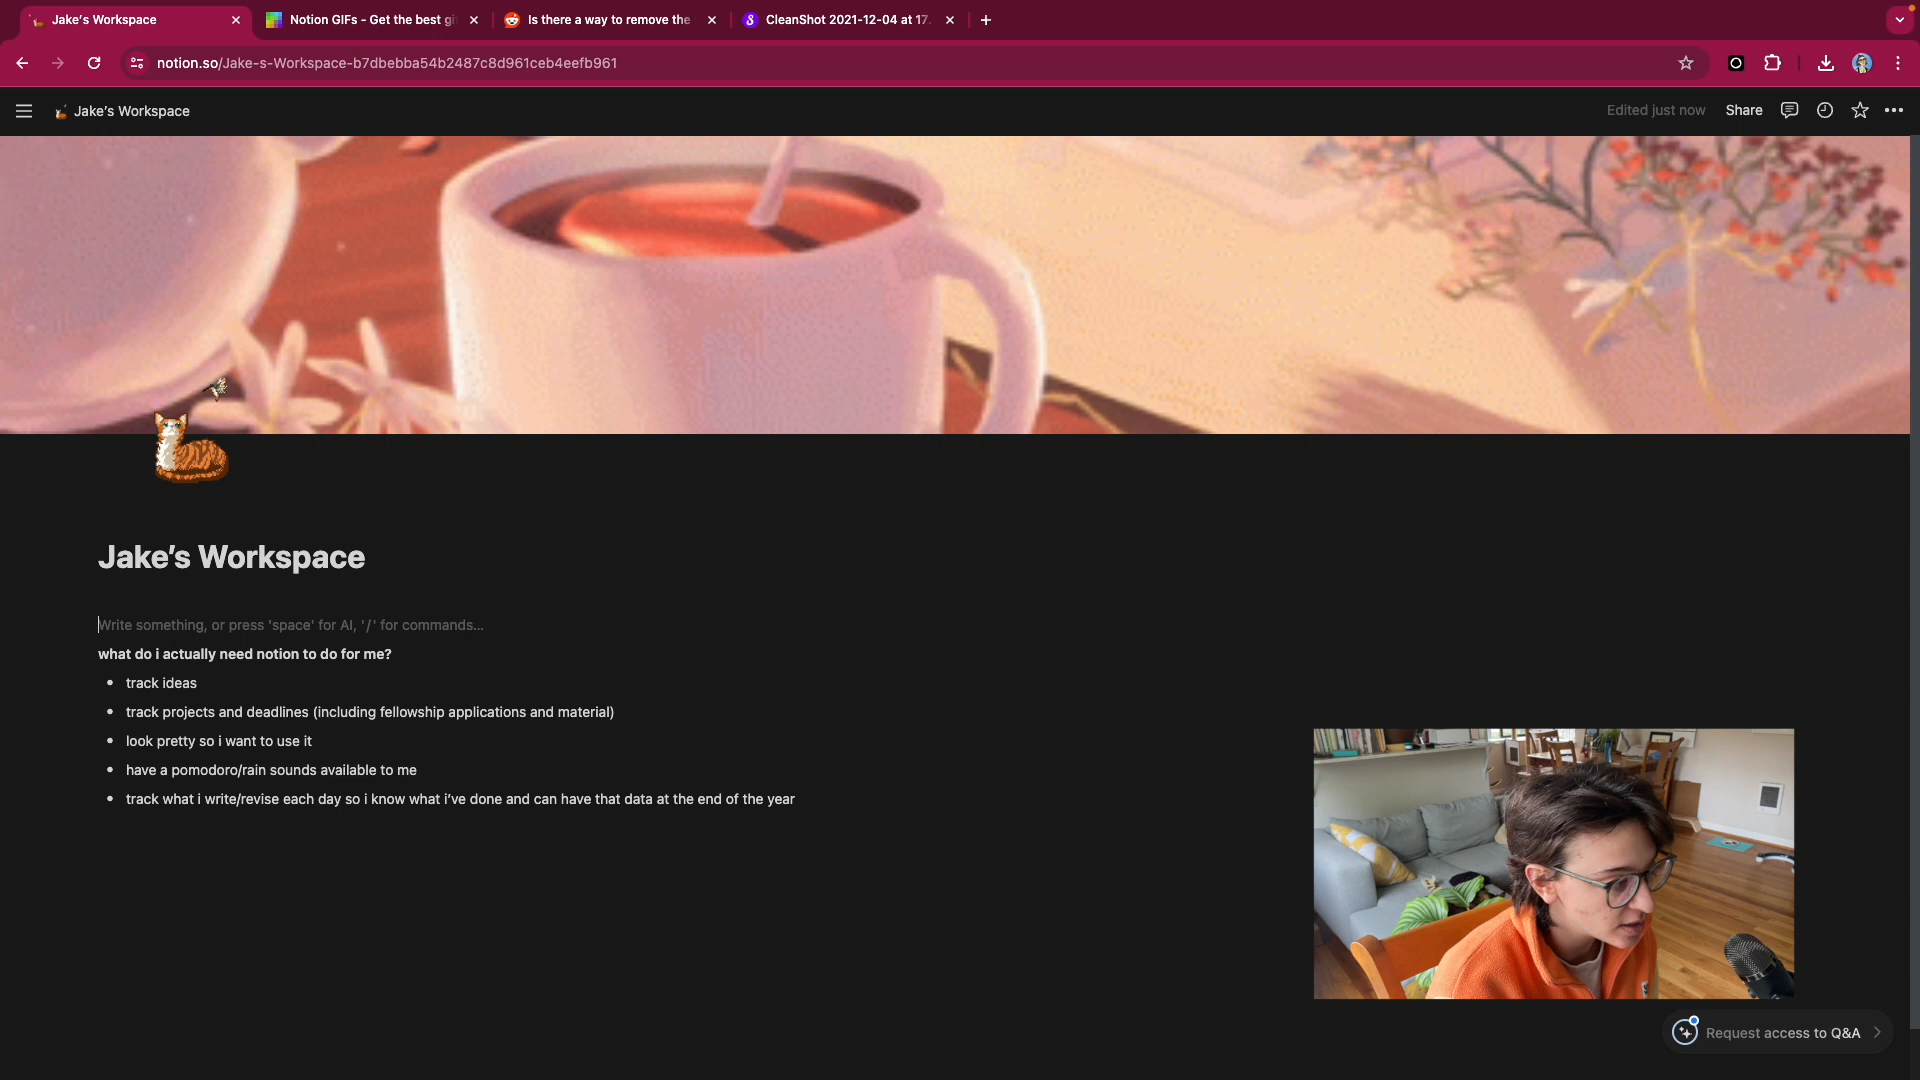 Jake's Workspace
Notion GIFs - Get the best gi
Is there a way to remove the
CleanShot 2021-12-04 at 17.
notion.so/Jake-s-Workspace-b7dbebba54b2487c8d961ceb4eefb961
Jake's Workspace
Edited just now
Share
Jake's Workspace
Write something, or press 'space' for AI, '/' for commands...
what do i actually need notion to do for me?
• track ideas
• track projects and deadlines (including fellowship applications and material)
• look pretty so i want to use it
• have a pomodoro/rain sounds available to me
• track what i write/revise each day so i know what i've done and can have that data at the end of the year
Request access to Q&A